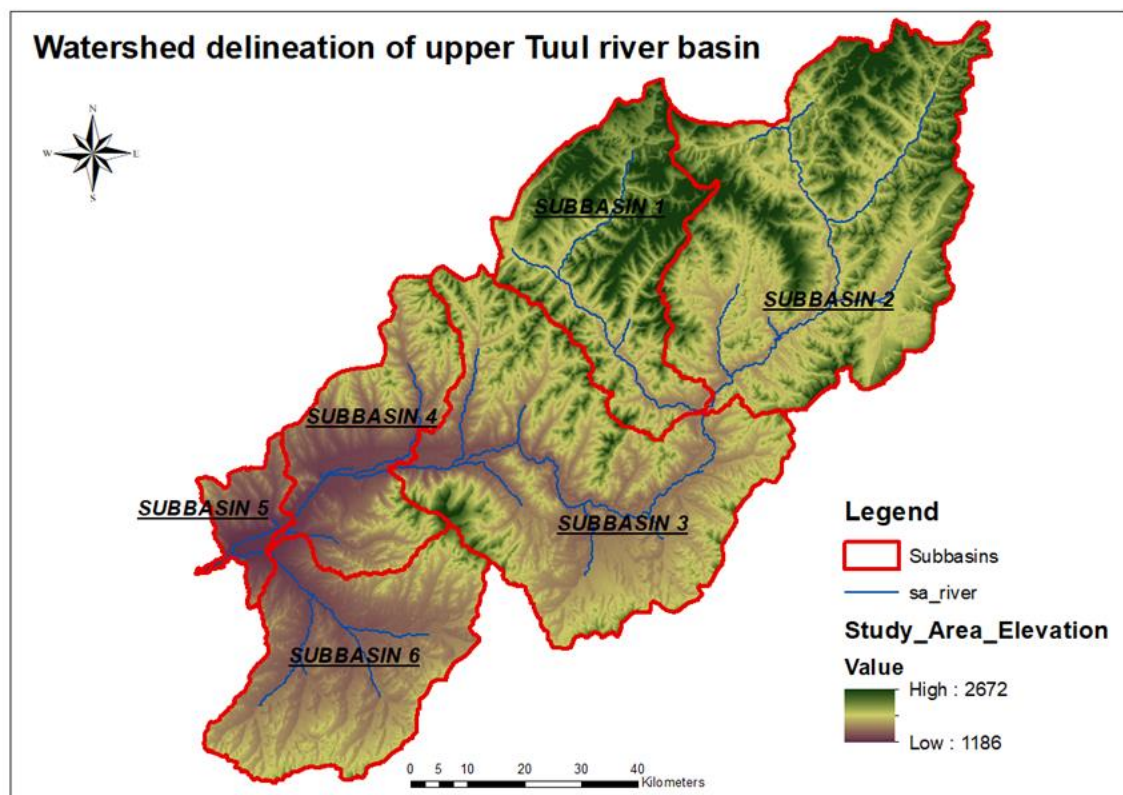 Watershed delineation of upper Tuul river basin
N
W
E
S
SUBBASIN 1
SUBBASIN 2
SUBBASIN 4
SUBBASIN 5
SUBBASIN 3
SUBBASIN 6
Legend
Subbasins
sa_river
Study_Area_Elevation
Value
High : 2672
Low : 1186
0 5 10 20 30 40
Kilometers